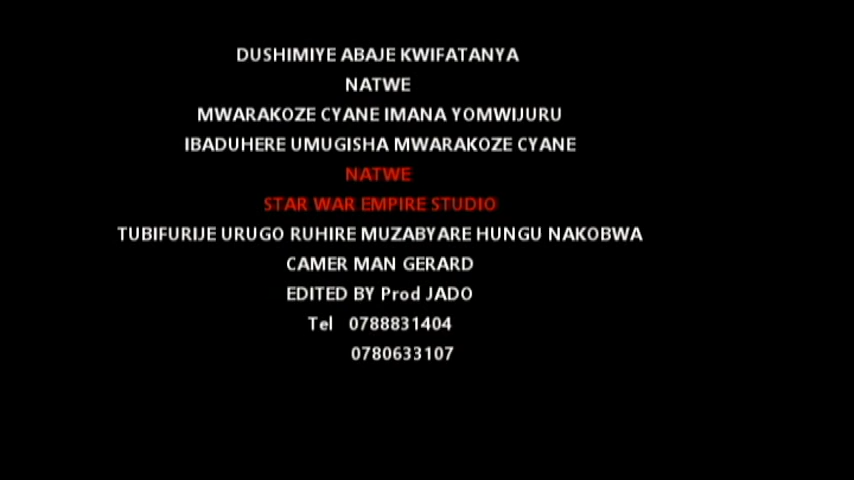 DUSHIMIYE ABAJE KWIFATANYA
NATWE
MWARAKOZE CYANE IMANA YOMWIJURU
IBADUHERE UMUGISHA MWARAKOZE CYANE
NATWE
STAR WAR EMPIRE STUDIO
TUBIFURIJE URUGO RUHIRE MUZABYARE HUNGU NAKOBWA
CAMER MAN GERARD
EDITED BY Prod JADO
Tel 0788831404
0780633107